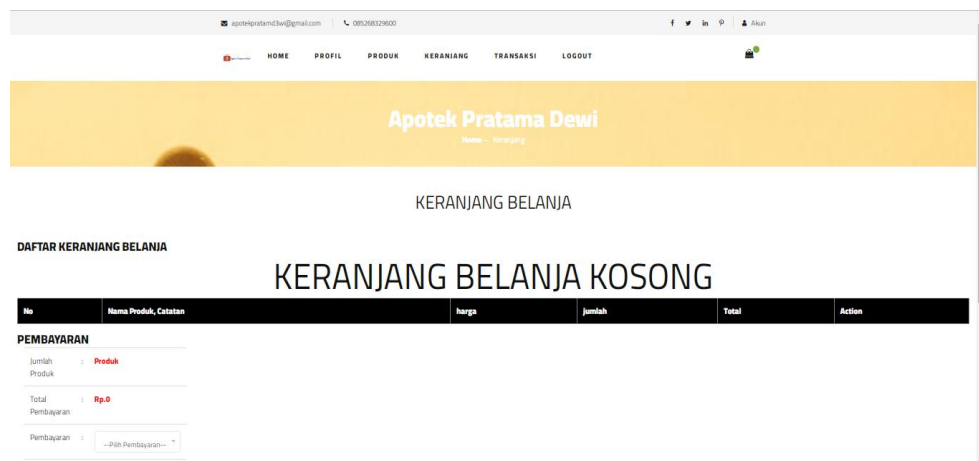 apotekpratamd3wi@gmail.com 085268329600 Akun
HOME PROFIL PRODUK KERANJANG TRANSAKSI LOGOUT
Apotek Pratama Dewi
Home - Keranjang
KERANJANG BELANJA
DAFTAR KERANJANG BELANJA
KERANJANG BELANJA KOSONG
No Nama Produk, Catatan harga jumlah Total Action
PEMBAYARAN
Jumlah Produk : Produk
Total Pembayaran : Rp.0
Pembayaran : --Pilih Pembayaran--